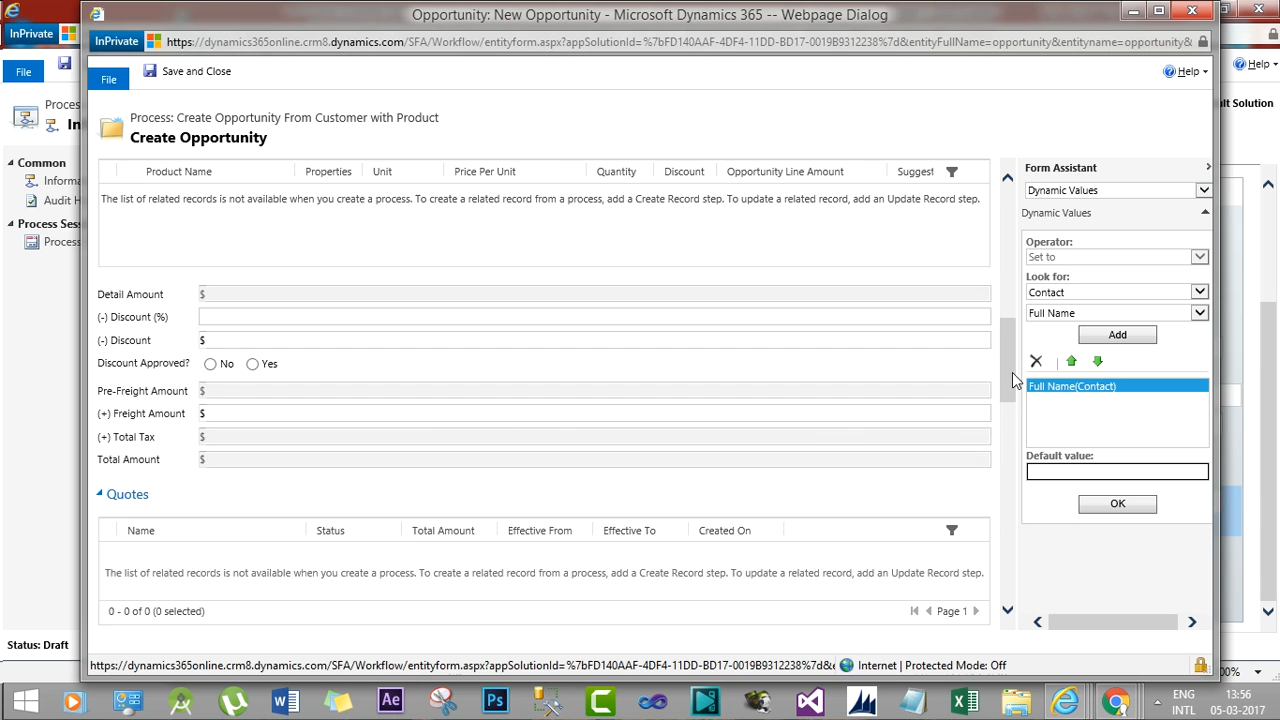 Opportunity: New Opportunity - Microsoft Dynamics 365 -- Webpage Dialog
InPrivate
InPrivate
https://dynamics365online.crm8.dynamics.com/SFA/Workflow/entityform.aspx?appSolutionId=%7bFD140AAF-4DF4-11DD-BD17-0019B9312238%7d&entityFullName=opportunity&entityname=opportunity&
File
File
Save and Close
Help
Help
Proces
In
Process: Create Opportunity From Customer with Product
Create Opportunity
ult Solution
Common
Informa
Audit H
Process Ses
Process
Product Name
Properties
Unit
Price Per Unit
Quantity
Discount
Opportunity Line Amount
Suggest
The list of related records is not available when you create a process. To create a related record from a process, add a Create Record step. To update a related record, add an Update Record step.
Detail Amount $
(-) Discount (%)
(-) Discount $
Discount Approved? No Yes
Pre-Freight Amount $
(+) Freight Amount $
(+) Total Tax $
Total Amount $
Quotes
Name
Status
Total Amount
Effective From
Effective To
Created On
The list of related records is not available when you create a process. To create a related record from a process, add a Create Record step. To update a related record, add an Update Record step.
0 - 0 of 0 (0 selected)
Page 1
Form Assistant
Dynamic Values
Dynamic Values
Operator:
Set to
Look for:
Contact
Full Name
Add
Full Name(Contact)
Default value:
OK
Status: Draft
https://dynamics365online.crm8.dynamics.com/SFA/Workflow/entityform.aspx?appSolutionId=%7bFD140AAF-4DF4-11DD-BD17-0019B9312238%7d&e
Internet | Protected Mode: Off
00%
W
Ae
Ps
C
ENG
INTL
13:56
05-03-2017